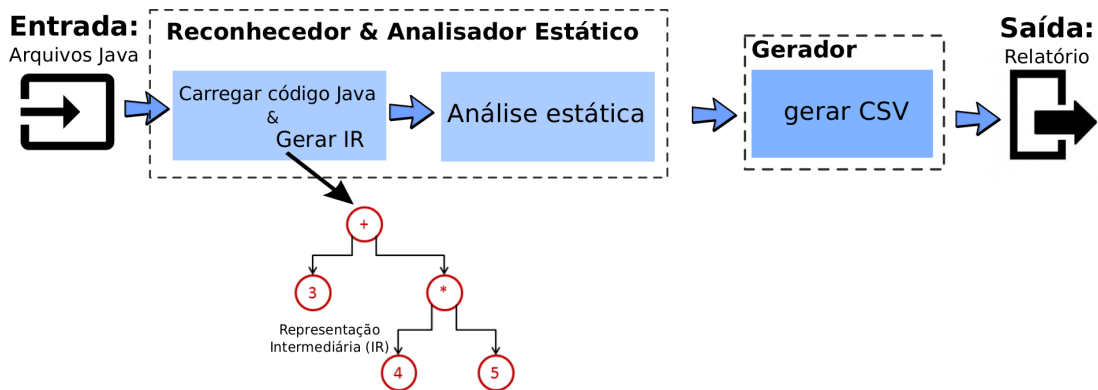 Entrada:
Arquivos Java
Reconhecedor & Analisador Estático
Carregar código Java
&
Gerar IR
Análise estática
Gerador
gerar CSV
Saída:
Relatório
+
3
*
Representação
Intermediária (IR)
4
5